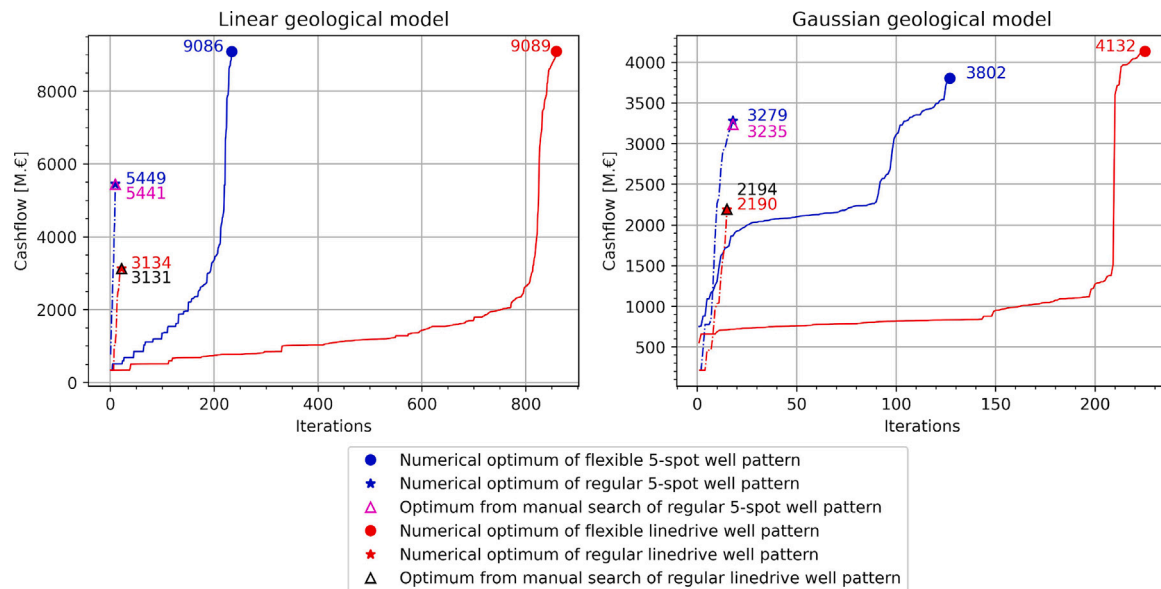 Linear geological model
Gaussian geological model
9086
9089
5449
5441
3134
3131
8000
6000
4000
2000
0
Cashflow [M.€]
0
200
400
600
800
Iterations
4132
3802
3279
3235
2194
2190
4000
3500
3000
2500
2000
1500
1000
500
Cashflow [M.€]
0
50
100
150
200
Iterations
Numerical optimum of flexible 5-spot well pattern
Numerical optimum of regular 5-spot well pattern
Optimum from manual search of regular 5-spot well pattern
Numerical optimum of flexible linedrive well pattern
Numerical optimum of regular linedrive well pattern
Optimum from manual search of regular linedrive well pattern